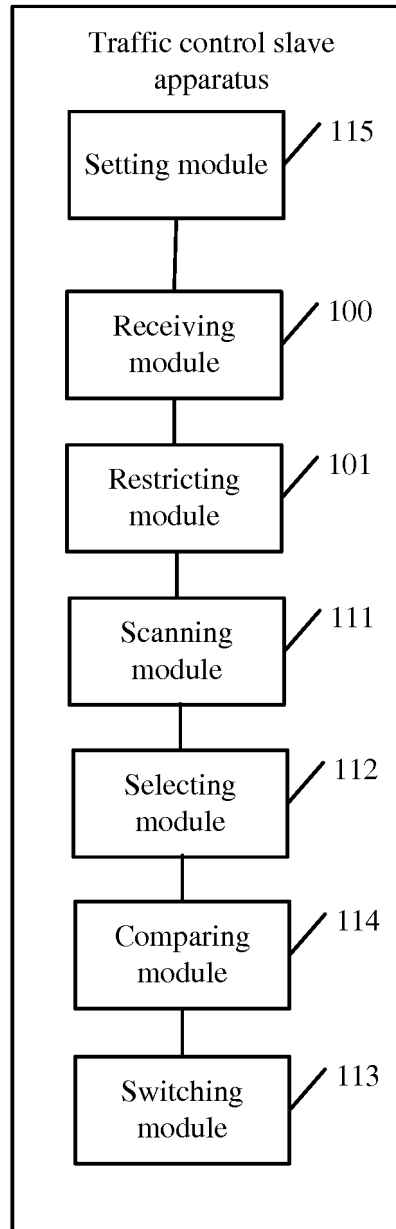 Traffic control slave
apparatus
115
Setting module
100
Receiving
module
101
Restricting
module
111
Scanning
module
112
Selecting
module
114
Comparing
module
113
Switching
module